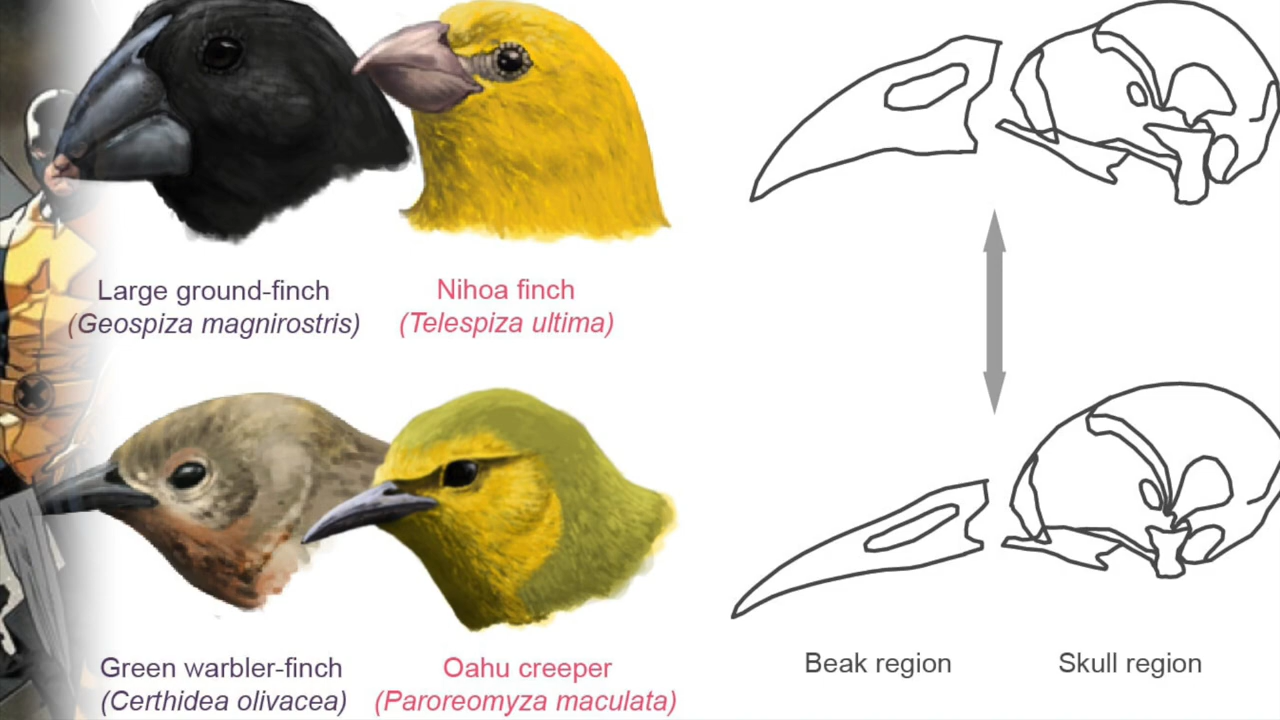 Large ground-finch
(Geospiza magnirostris)
Nihoa finch
(Telespiza ultima)
Green warbler-finch
(Certhidea olivacea)
Oahu creeper
(Paroreomyza maculata)
Beak region
Skull region